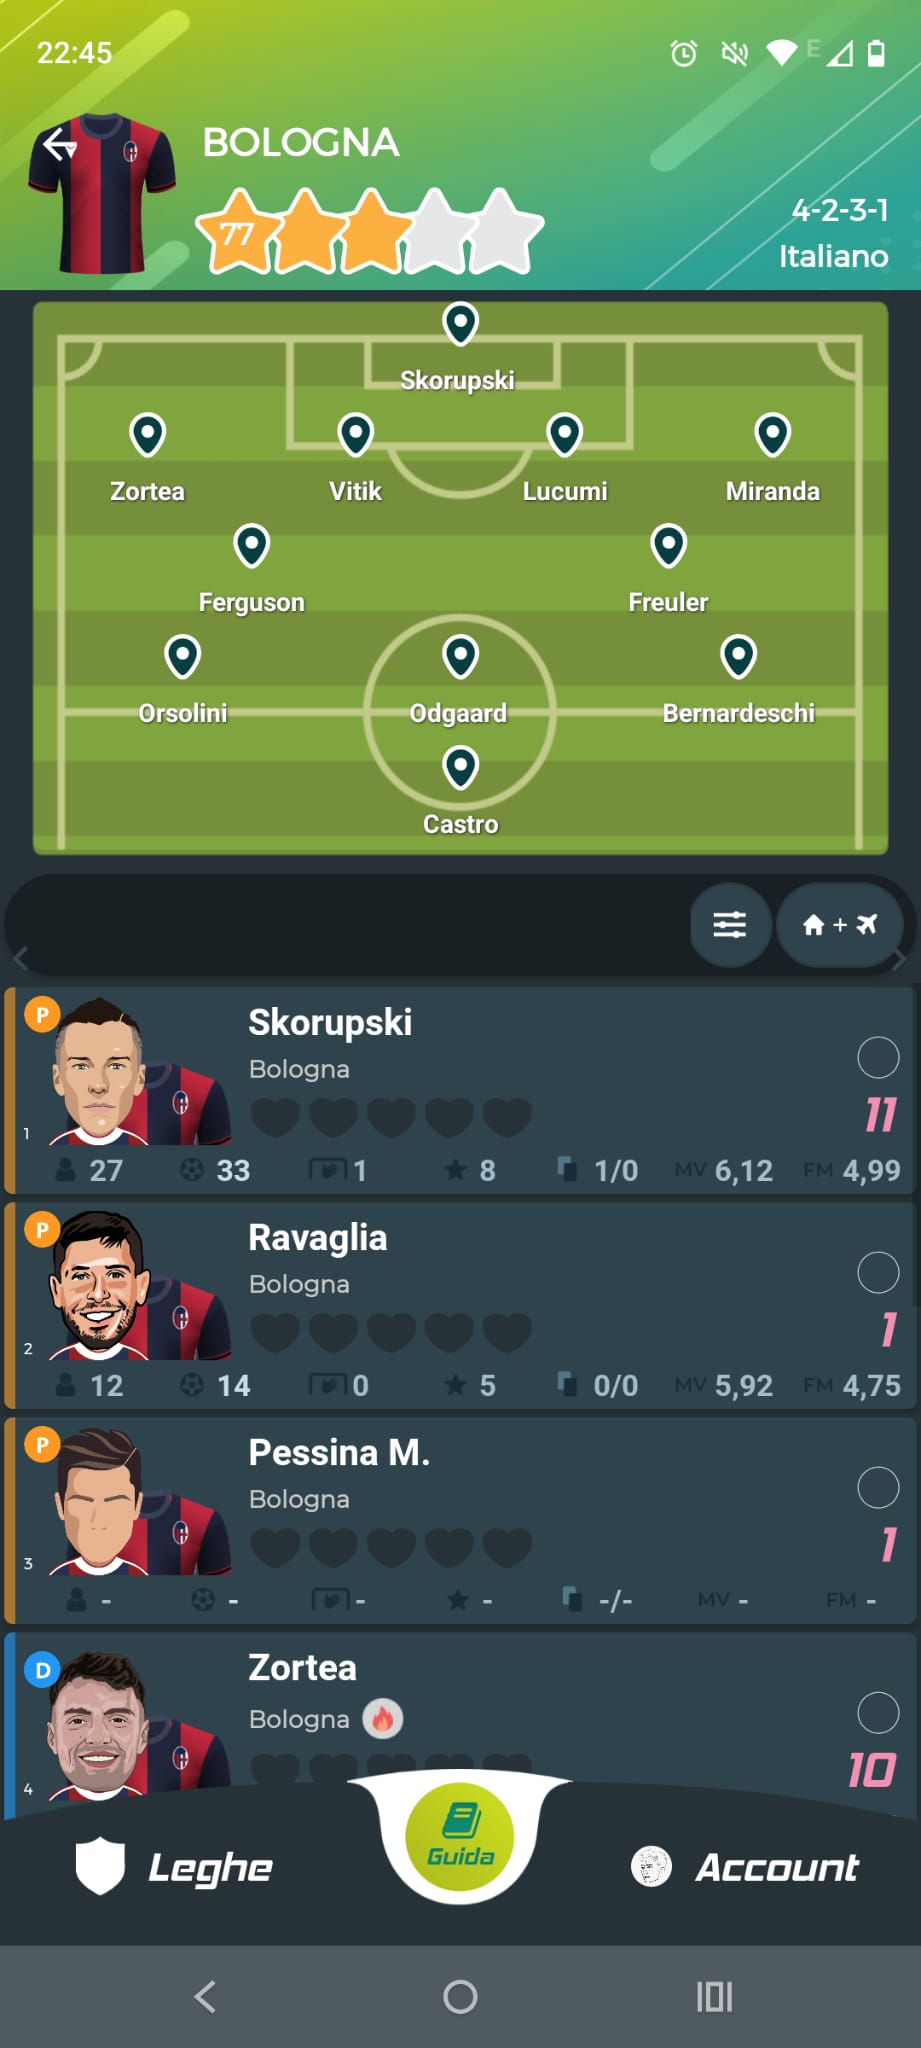 22:45
E
BOLOGNA
77
4-2-3-1
Italiano
Skorupski
Zortea Vitik Lucumi Miranda
Ferguson Freuler
Orsolini Odgaard Bernardeschi
Castro
+
P
Skorupski
Bologna
1
11
27 33 1 8 1/0 MV 6,12 FM 4,99
P
Ravaglia
Bologna
2
1
12 14 0 5 0/0 MV 5,92 FM 4,75
P
Pessina M.
Bologna
3
1
- - - - -/- MV - FM -
D
Zortea
Bologna
4
10
Leghe
Guida
Account